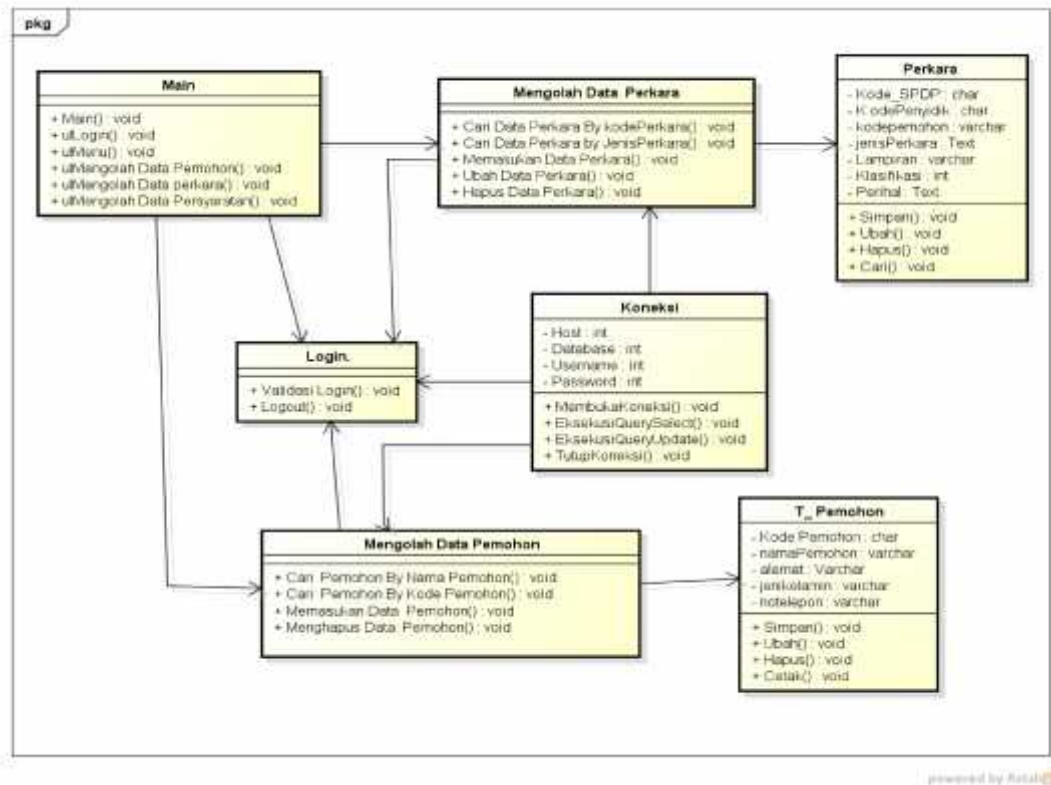 pkg
Main
+ Main() : void
+ uiLogin() : void
+ uiMenu() : void
+ uiMangolah Data Pemohon() : void
+ uiMengolah Data perkara() : void
+ uiMengolah Data Persyaratan() : void
Mengolah Data Perkara
+ Cari Data Perkara By kodePerkara() : void
+ Cari Data Perkara by JenisPerkara() : void
+ Memasukan Data Perkara() : void
+ Ubah Data Perkara() : void
+ Hapus Data Perkara() : void
Perkara
- Kode_SPDP : char
- KodePenyidik : char
- kodepemohon : varchar
- jenisPerkara : Text
- Lampiran : varchar
- Klasifikasi : int
- Perihal : Text
+ Simpan() : void
+ Ubah() : void
+ Hapus() : void
+ Cari() : void
Koneksi
- Host : int
- Database : int
- Username : int
- Password : int
+ MembukaKoneksi() : void
+ EksekusiQuerySelect() : void
+ EksekusiQueryUpdate() : void
+ TutupKoneksi() : void
Login.
+ Validasi Login() : void
+ Logout() : void
Mengolah Data Pemohon
+ Cari Pemohon By Nama Pemohon() : void
+ Cari Pemohon By Kode Pemohon() : void
+ Memasukan Data Pemohon() : void
+ Menghapus Data Pemohon() : void
T_ Pemohon
- Kode Pemohon : char
- namaPemohon : varchar
- alamat : Varchar
- jenikelamin : varchar
- notelepon : varchar
+ Simpan() : void
+ Ubah() : void
+ Hapus() : void
+ Catak() : void
powered by Astah